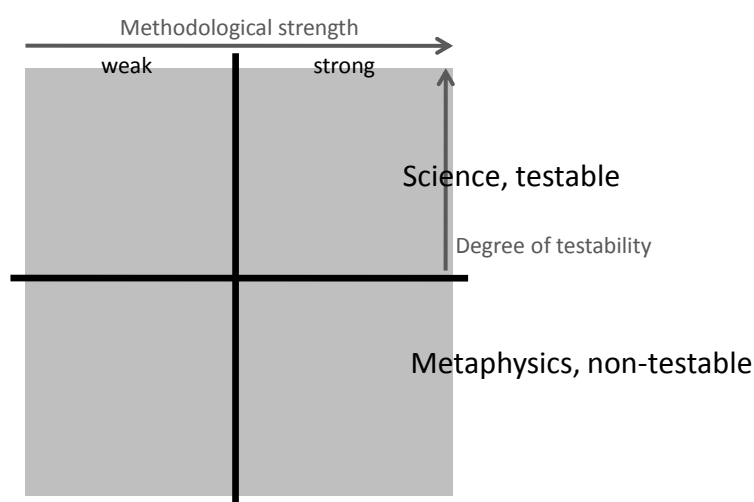 Methodological strength
weak strong
Science, testable
Degree of testability
Metaphysics, non-testable